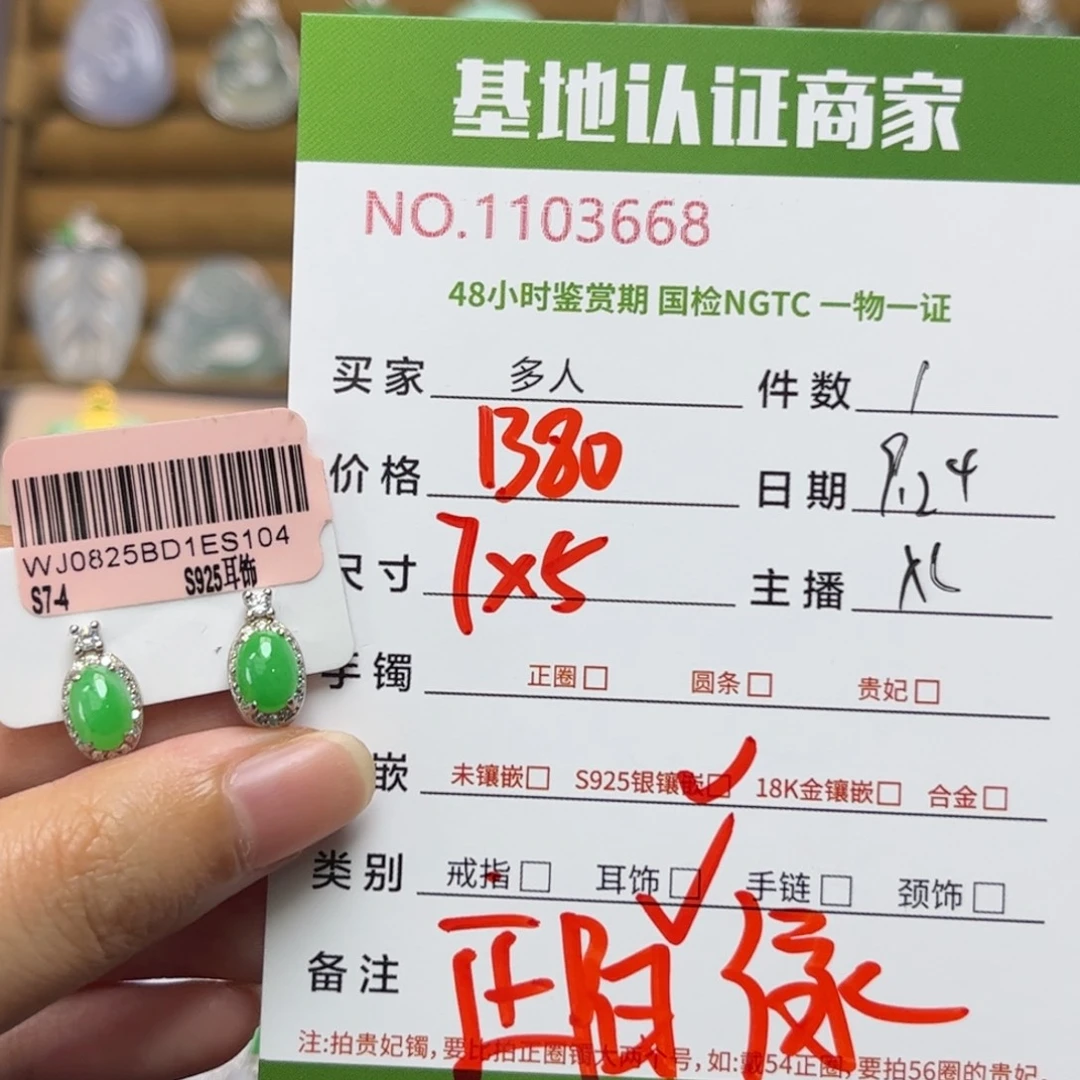 基地认证商家
NO.1103668
48小时鉴赏期 国检NGTC 一物一证
买家 多人 件数 1
价格 1380 日期 9.24
尺寸 7x5 主播 XL
手镯 正圈□ 圆条□ 贵妃□
嵌 未镶嵌□ S925银镶嵌□ 18K金镶嵌□ 合金□
类别 戒指□ 耳饰□ 手链□ 颈饰□
备注 正阳绿
注:拍贵妃镯,要比拍正圈镯大两个号,如:戴54正圈,要拍56圈的贵妃
WJ0825BD1ES104
S7-4 S925耳饰